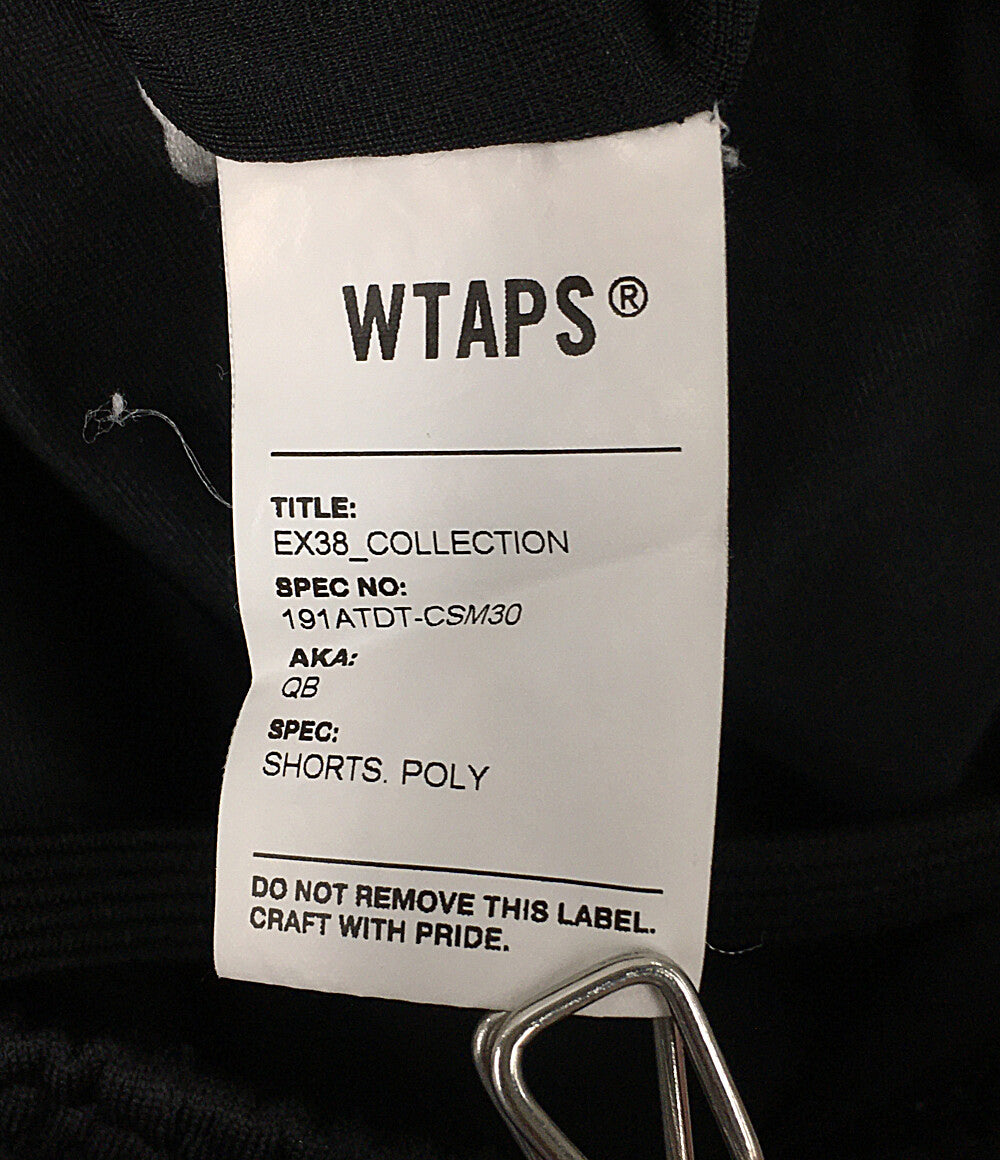 WTAPS®
TITLE:
EX38_COLLECTION
SPEC NO:
191ATDT-CSM30
AKA:
QB
SPEC:
SHORTS. POLY
DO NOT REMOVE THIS LABEL.
CRAFT WITH PRIDE.